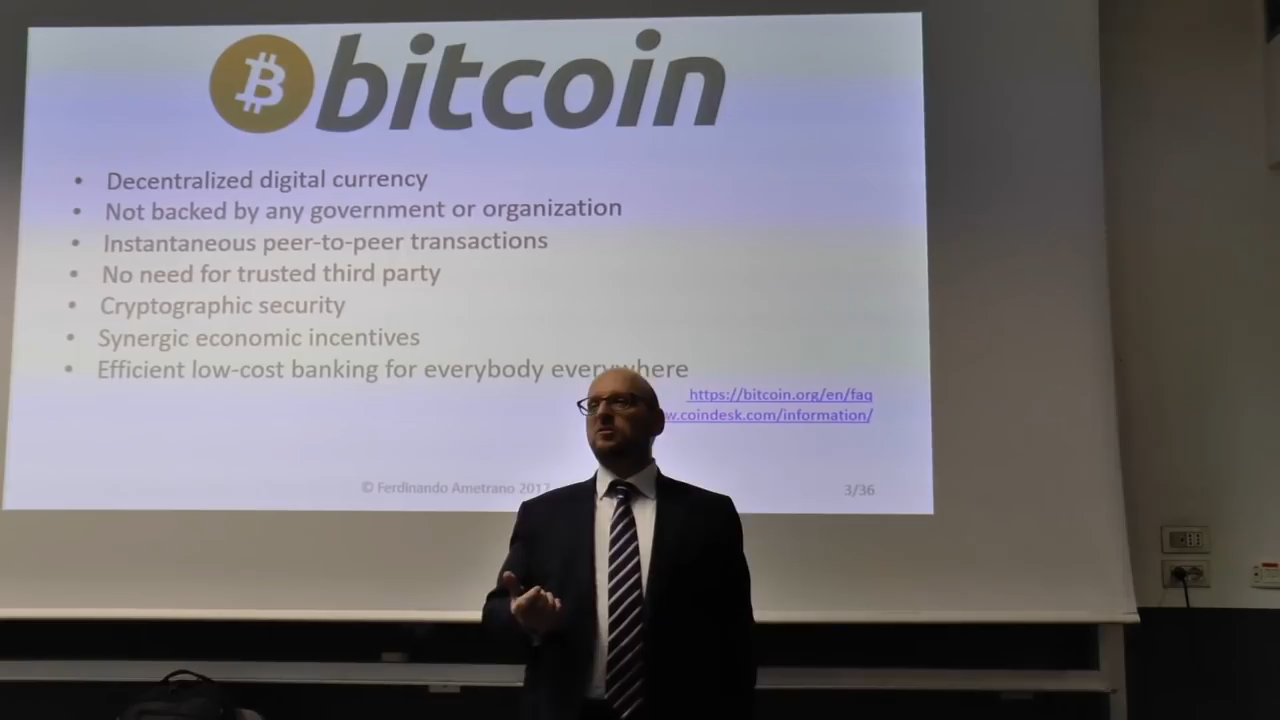 bitcoin
• Decentralized digital currency
• Not backed by any government or organization
• Instantaneous peer-to-peer transactions
• No need for trusted third party
• Cryptographic security
• Synergic economic incentives
• Efficient low-cost banking for everybody everywhere
https://bitcoin.org/en/faq
w.coindesk.com/information/
© Ferdinando Ametrano 2017
3/36